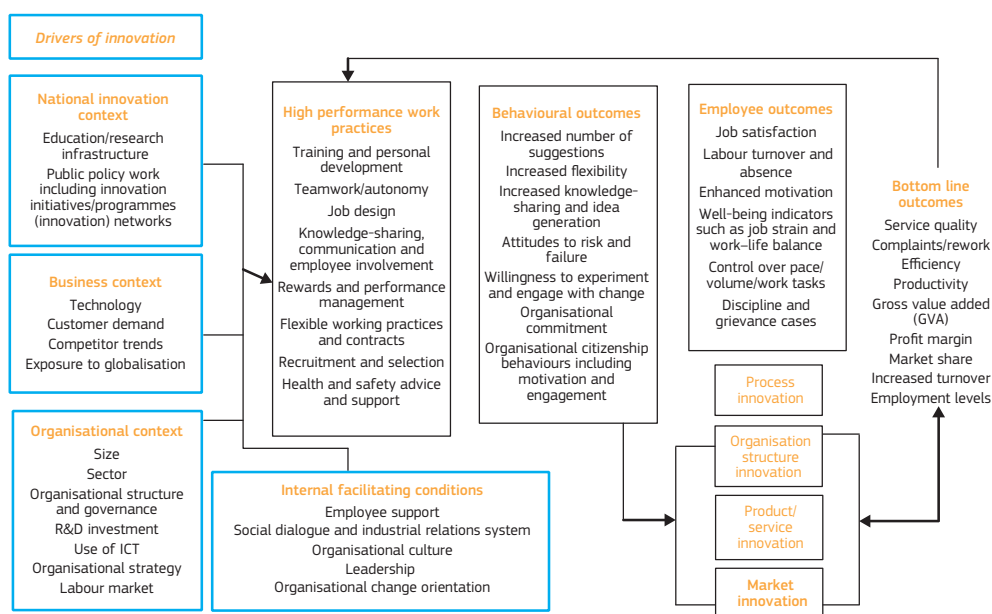 Drivers of innovation
National innovation
context
Education/research
infrastructure
Public policy work
including innovation
initiatives/programmes
(innovation) networks
Business context
Technology
Customer demand
Competitor trends
Exposure to globalisation
Organisational context
Size
Sector
Organisational structure
and governance
R&D investment
Use of ICT
Organisational strategy
Labour market
High performance work
practices
Training and personal
development
Teamwork/autonomy
Job design
Knowledge-sharing,
communication and
employee involvement
Rewards and performance
management
Flexible working practices
and contracts
Recruitment and selection
Health and safety advice
and support
Internal facilitating conditions
Employee support
Social dialogue and industrial relations system
Organisational culture
Leadership
Organisational change orientation
Behavioural outcomes
Increased number of
suggestions
Increased flexibility
Increased knowledge-
sharing and idea
generation
Attitudes to risk and
failure
Willingness to experiment
and engage with change
Organisational
commitment
Organisational citizenship
behaviours including
motivation and
engagement
Employee outcomes
Job satisfaction
Labour turnover and
absence
Enhanced motivation
Well-being indicators
such as job strain and
work–life balance
Control over pace/
volume/work tasks
Discipline and
grievance cases
Process
innovation
Organisation
structure
innovation
Product/
service
innovation
Market
innovation
Bottom line
outcomes
Service quality
Complaints/rework
Efficiency
Productivity
Gross value added
(GVA)
Profit margin
Market share
Increased turnover
Employment levels